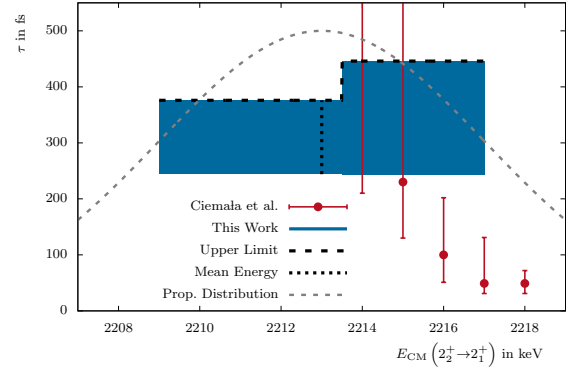 τ in fs
500
400
300
200
100
0
Ciemała et al.
This Work
Upper Limit
Mean Energy
Prop. Distribution
2208 2210 2212 2214 2216 2218
E_CM (2₂⁺→2₁⁺) in keV